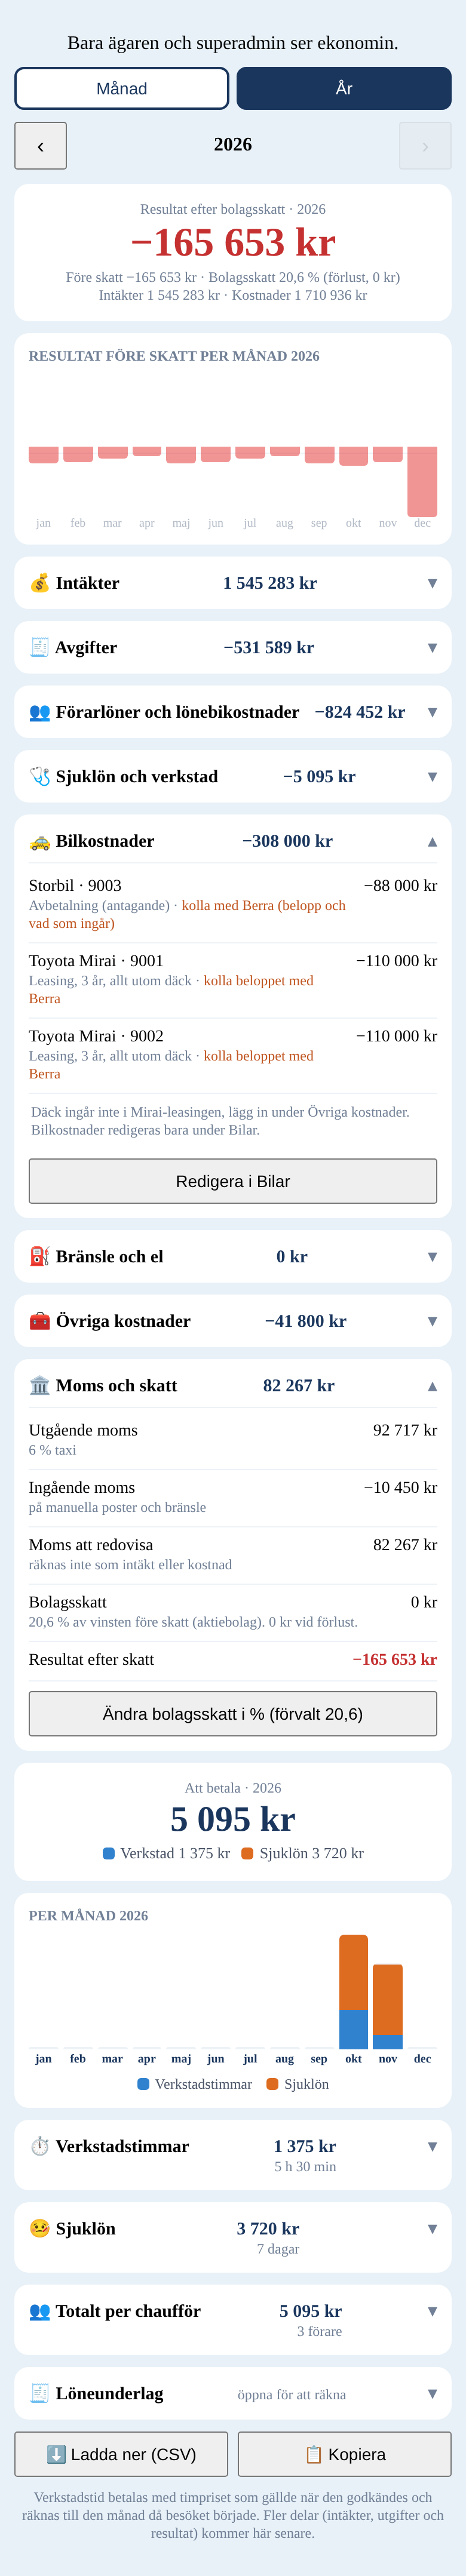 Bara ägaren och superadmin ser ekonomin.
Månad
År
‹
2026
›
Resultat efter bolagsskatt · 2026
−165 653 kr
Före skatt −165 653 kr · Bolagsskatt 20,6 % (förlust, 0 kr)
Intäkter 1 545 283 kr · Kostnader 1 710 936 kr
RESULTAT FÖRE SKATT PER MÅNAD 2026
jan feb mar apr maj jun jul aug sep okt nov dec
💰 Intäkter 1 545 283 kr ▼
🧾 Avgifter −531 589 kr ▼
👥 Förarlöner och lönebikostnader −824 452 kr ▼
🩺 Sjuklön och verkstad −5 095 kr ▼
🚕 Bilkostnader −308 000 kr ▲
Storbil · 9003 −88 000 kr
Avbetalning (antagande) · kolla med Berra (belopp och
vad som ingår)
Toyota Mirai · 9001 −110 000 kr
Leasing, 3 år, allt utom däck · kolla beloppet med
Berra
Toyota Mirai · 9002 −110 000 kr
Leasing, 3 år, allt utom däck · kolla beloppet med
Berra
Däck ingår inte i Mirai-leasingen, lägg in under Övriga kostnader.
Bilkostnader redigeras bara under Bilar.
Redigera i Bilar
⛽ Bränsle och el 0 kr ▼
🧰 Övriga kostnader −41 800 kr ▼
🏛️ Moms och skatt 82 267 kr ▲
Utgående moms 92 717 kr
6 % taxi
Ingående moms −10 450 kr
på manuella poster och bränsle
Moms att redovisa 82 267 kr
räknas inte som intäkt eller kostnad
Bolagsskatt 0 kr
20,6 % av vinsten före skatt (aktiebolag). 0 kr vid förlust.
Resultat efter skatt −165 653 kr
Ändra bolagsskatt i % (förvalt 20,6)
Att betala · 2026
5 095 kr
Verkstad 1 375 kr Sjuklön 3 720 kr
PER MÅNAD 2026
jan feb mar apr maj jun jul aug sep okt nov dec
Verkstadstimmar Sjuklön
⏱️ Verkstadstimmar 1 375 kr ▼
5 h 30 min
🤒 Sjuklön 3 720 kr ▼
7 dagar
👥 Totalt per chaufför 5 095 kr ▼
3 förare
🧾 Löneunderlag öppna för att räkna ▼
⬇️ Ladda ner (CSV)
📋 Kopiera
Verkstadstid betalas med timpriset som gällde när den godkändes och
räknas till den månad då besöket började. Fler delar (intäkter, utgifter och
resultat) kommer här senare.